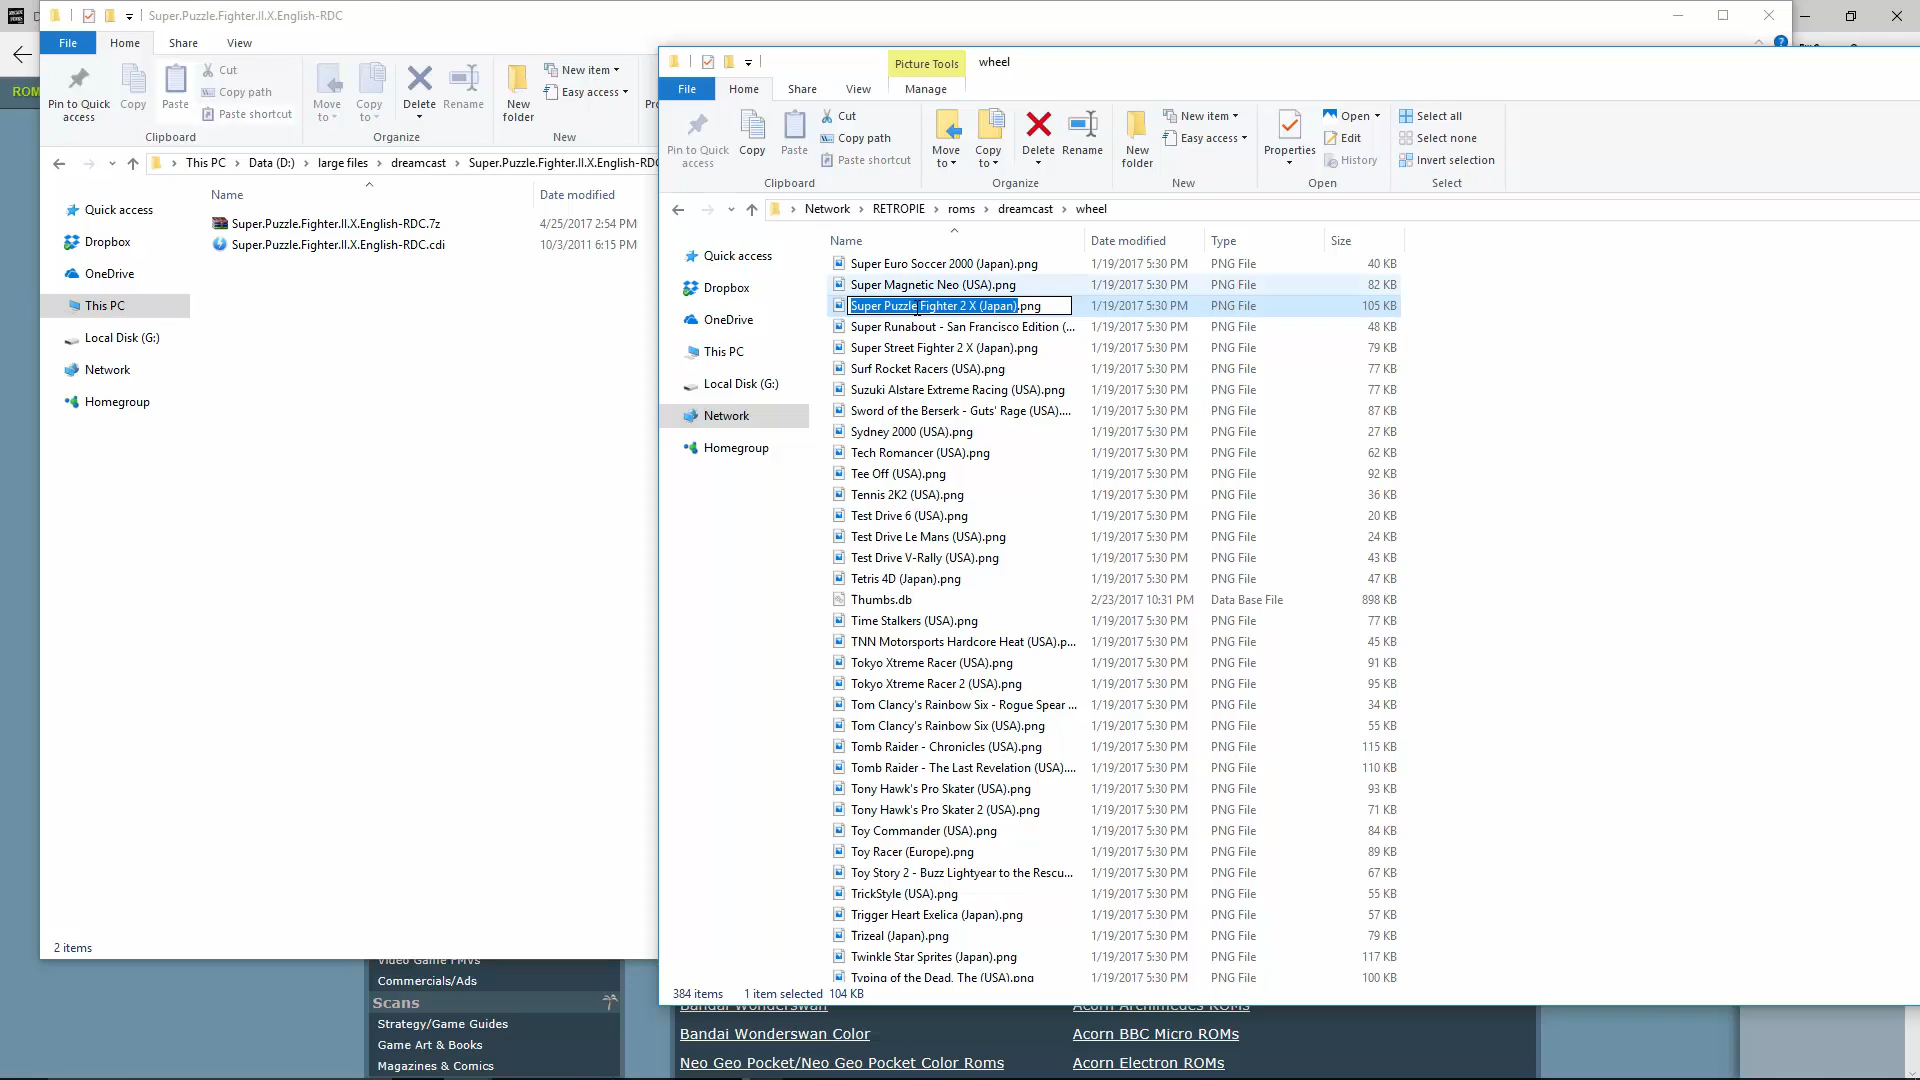 Super.Puzzle.Fighter.II.X.English-RDC
File Home Share View
Pin to Quick access
Copy
Paste
Cut
Copy path
Paste shortcut
Clipboard
Move to
Copy to
Delete
Rename
Organize
New folder
New item
Easy access
New
This PC > Data (D:) > large files > dreamcast > Super.Puzzle.Fighter.II.X.English-RDC
Name Date modified
Super.Puzzle.Fighter.II.X.English-RDC.7z 4/25/2017 2:54 PM
Super.Puzzle.Fighter.II.X.English-RDC.cdi 10/3/2011 6:15 PM
Quick access
Dropbox
OneDrive
This PC
Local Disk (G:)
Network
Homegroup
2 items
Picture Tools wheel
File Home Share View Manage
Pin to Quick access
Copy
Paste
Cut
Copy path
Paste shortcut
Clipboard
Move to
Copy to
Delete
Rename
Organize
New folder
New item
Easy access
New
Properties
Open
Edit
History
Open
Select all
Select none
Invert selection
Select
Network > RETROPIE > roms > dreamcast > wheel
Quick access
Dropbox
OneDrive
This PC
Local Disk (G:)
Network
Homegroup
Name Date modified Type Size
Super Euro Soccer 2000 (Japan).png 1/19/2017 5:30 PM PNG File 40 KB
Super Magnetic Neo (USA).png 1/19/2017 5:30 PM PNG File 82 KB
Super Puzzle Fighter 2 X (Japan).png 1/19/2017 5:30 PM PNG File 105 KB
Super Runabout - San Francisco Edition (... 1/19/2017 5:30 PM PNG File 48 KB
Super Street Fighter 2 X (Japan).png 1/19/2017 5:30 PM PNG File 79 KB
Surf Rocket Racers (USA).png 1/19/2017 5:30 PM PNG File 77 KB
Suzuki Alstare Extreme Racing (USA).png 1/19/2017 5:30 PM PNG File 77 KB
Sword of the Berserk - Guts' Rage (USA).... 1/19/2017 5:30 PM PNG File 87 KB
Sydney 2000 (USA).png 1/19/2017 5:30 PM PNG File 27 KB
Tech Romancer (USA).png 1/19/2017 5:30 PM PNG File 62 KB
Tee Off (USA).png 1/19/2017 5:30 PM PNG File 92 KB
Tennis 2K2 (USA).png 1/19/2017 5:30 PM PNG File 36 KB
Test Drive 6 (USA).png 1/19/2017 5:30 PM PNG File 20 KB
Test Drive Le Mans (USA).png 1/19/2017 5:30 PM PNG File 24 KB
Test Drive V-Rally (USA).png 1/19/2017 5:30 PM PNG File 43 KB
Tetris 4D (Japan).png 1/19/2017 5:30 PM PNG File 47 KB
Thumbs.db 2/23/2017 10:31 PM Data Base File 898 KB
Time Stalkers (USA).png 1/19/2017 5:30 PM PNG File 77 KB
TNN Motorsports Hardcore Heat (USA).p... 1/19/2017 5:30 PM PNG File 45 KB
Tokyo Xtreme Racer (USA).png 1/19/2017 5:30 PM PNG File 91 KB
Tokyo Xtreme Racer 2 (USA).png 1/19/2017 5:30 PM PNG File 95 KB
Tom Clancy's Rainbow Six - Rogue Spear ... 1/19/2017 5:30 PM PNG File 34 KB
Tom Clancy's Rainbow Six (USA).png 1/19/2017 5:30 PM PNG File 55 KB
Tomb Raider - Chronicles (USA).png 1/19/2017 5:30 PM PNG File 115 KB
Tomb Raider - The Last Revelation (USA).... 1/19/2017 5:30 PM PNG File 110 KB
Tony Hawk's Pro Skater (USA).png 1/19/2017 5:30 PM PNG File 93 KB
Tony Hawk's Pro Skater 2 (USA).png 1/19/2017 5:30 PM PNG File 71 KB
Toy Commander (USA).png 1/19/2017 5:30 PM PNG File 84 KB
Toy Racer (Europe).png 1/19/2017 5:30 PM PNG File 89 KB
Toy Story 2 - Buzz Lightyear to the Rescu... 1/19/2017 5:30 PM PNG File 67 KB
TrickStyle (USA).png 1/19/2017 5:30 PM PNG File 55 KB
Trigger Heart Exelica (Japan).png 1/19/2017 5:30 PM PNG File 57 KB
Trizeal (Japan).png 1/19/2017 5:30 PM PNG File 79 KB
Twinkle Star Sprites (Japan).png 1/19/2017 5:30 PM PNG File 117 KB
Typing of the Dead, The (USA).png 1/19/2017 5:30 PM PNG File 100 KB
384 items 1 item selected 104 KB
ROM
Video Game FMVs
Commercials/Ads
Scans
Strategy/Game Guides
Game Art & Books
Magazines & Comics
Bandai Wonderswan
Bandai Wonderswan Color
Neo Geo Pocket/Neo Geo Pocket Color Roms
Acorn Archimedes ROMs
Acorn BBC Micro ROMs
Acorn Electron ROMs